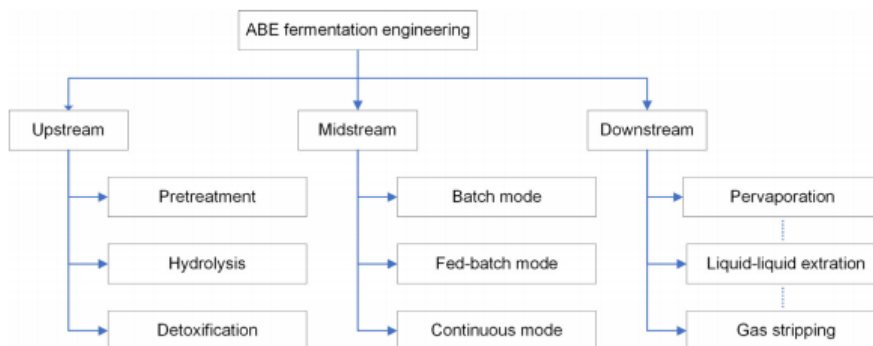 ABE fermentation engineering
Upstream
Midstream
Downstream
Pretreatment
Batch mode
Pervaporation
Hydrolysis
Fed-batch mode
Liquid-liquid extration
Detoxification
Continuous mode
Gas stripping